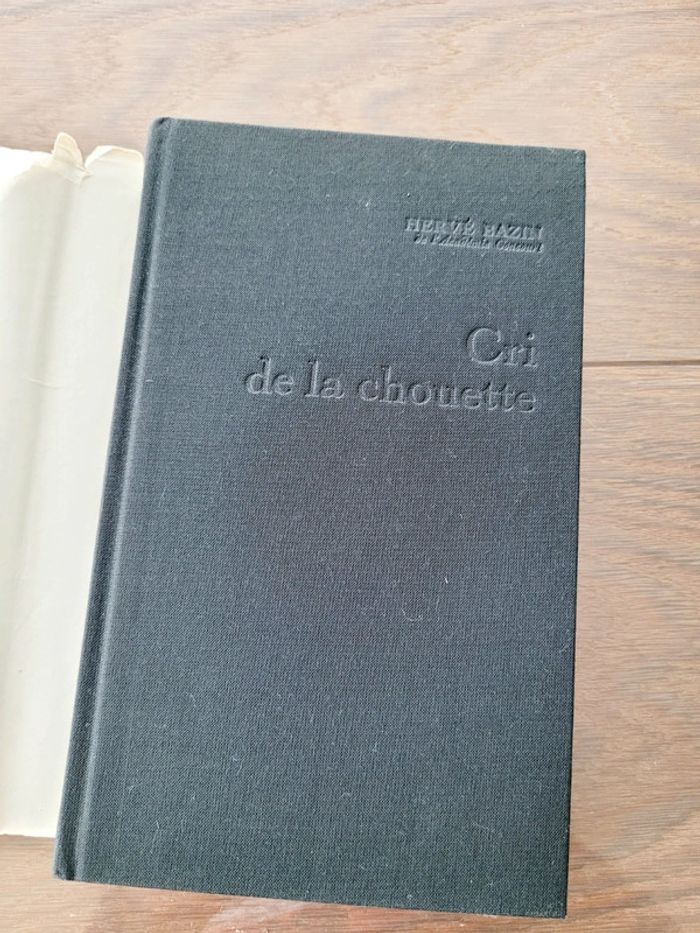 HERVÉ BAZIN
de l'Académie Goncourt
Cri
de la chouette